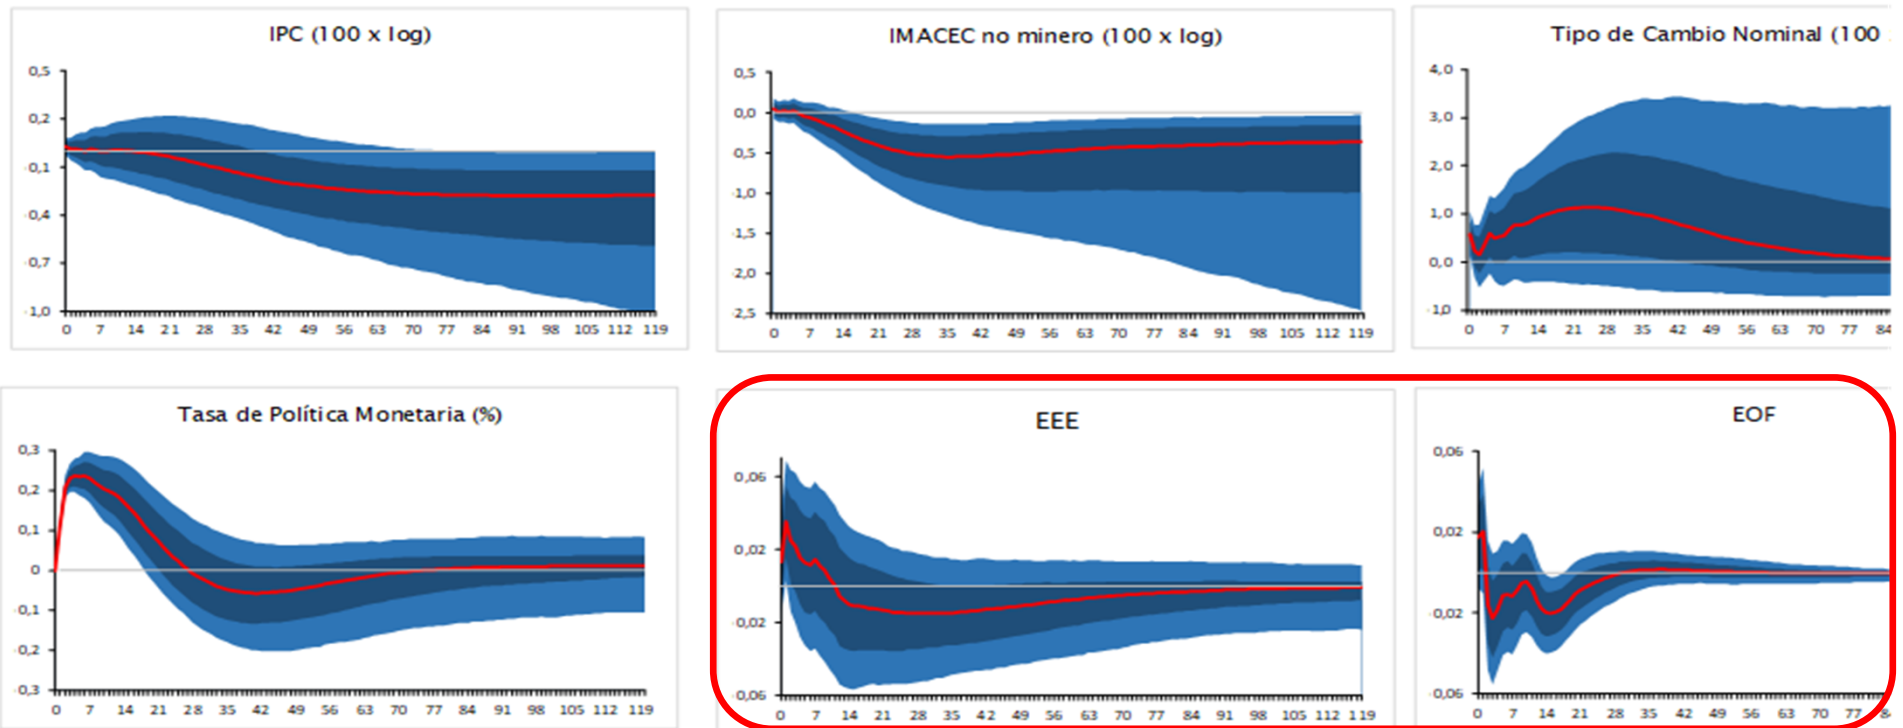 IPC (100 x log)
0,5
0,2
-0,1
-0,4
-0,7
-1,0
0 7 14 21 28 35 42 49 56 63 70 77 84 91 98 105 112 119
IMACEC no minero (100 x log)
0,5
0,0
0,5
-1,0
-1,5
-2,0
-2,5
0 7 14 21 28 35 42 49 56 63 70 77 84 91 98 105 112 119
Tipo de Cambio Nominal (100
4,0
3,0
2,0
1,0
0,0
1,0
0 7 14 21 28 35 42 49 56 63 70 77 84
Tasa de Política Monetaria (%)
0,3
0,2
0,1
0
-0,1
-0,2
-0,3
0 7 14 21 28 35 42 49 56 63 70 77 84 91 98 105 112 119
EEE
0,06
0,02
0,02
0,06
0 7 14 21 28 35 42 49 56 63 70 77 84 91 98 105 112 119
EOF
0,06
0,02
-0,02
0,06
0 7 14 21 28 35 42 49 56 63 70 77